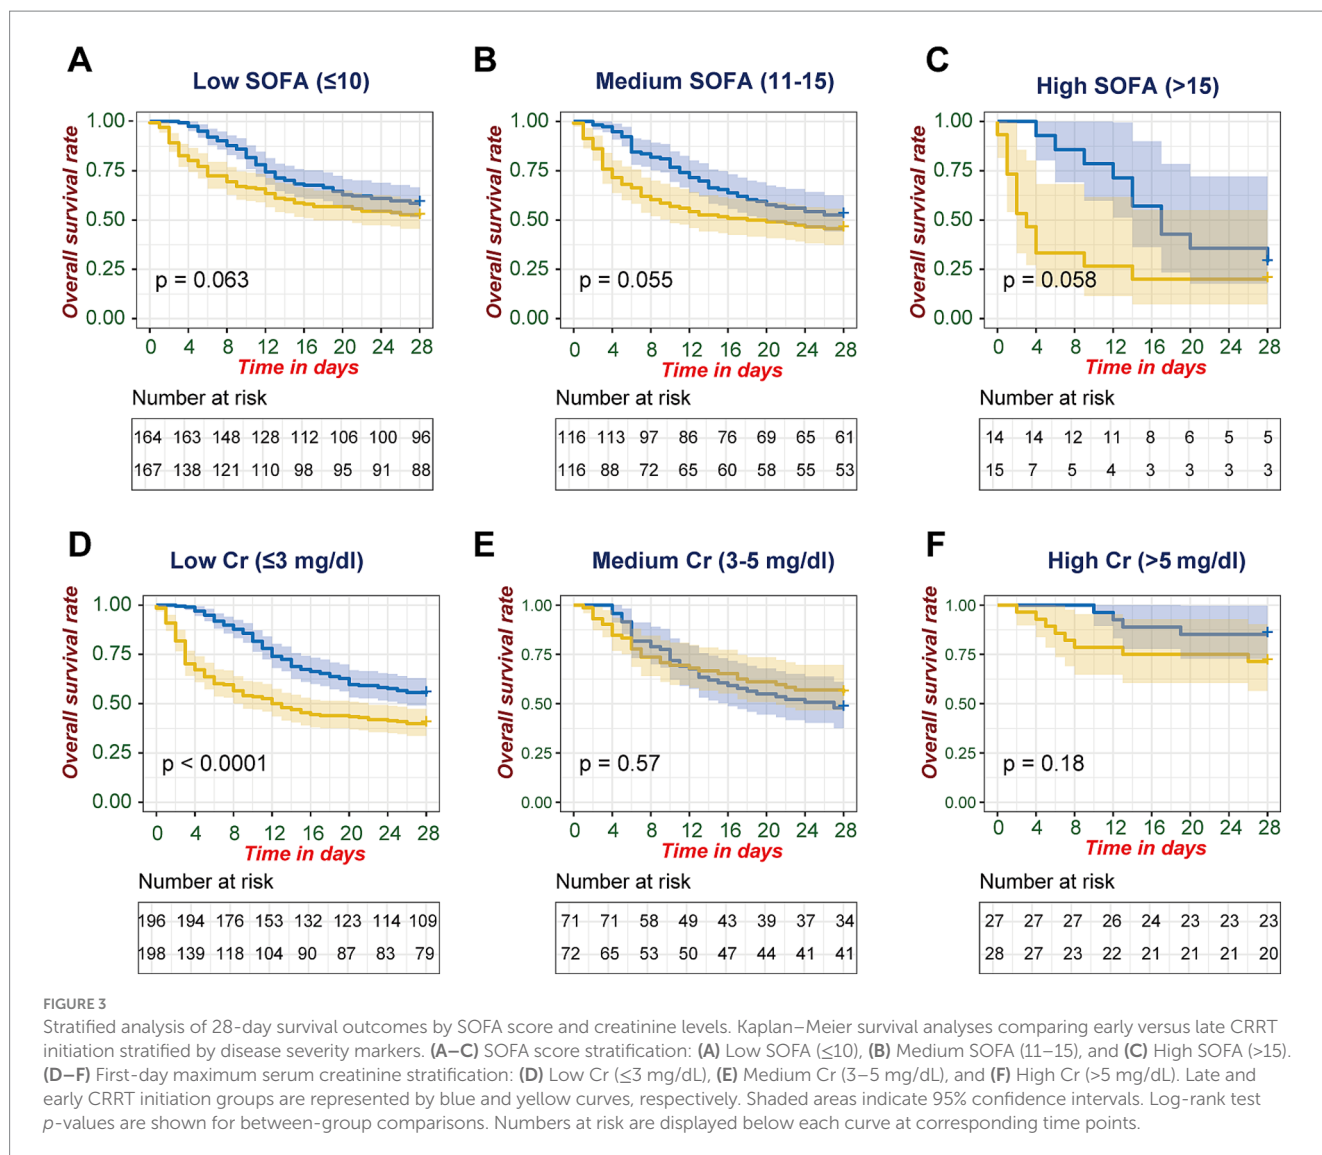 A
Low SOFA (≤10)
Overall survival rate
1.00
0.75
0.50
0.25
0.00
p = 0.063
0 4 8 12 16 20 24 28
Time in days
Number at risk
164 163 148 128 112 106 100 96
167 138 121 110 98 95 91 88
B
Medium SOFA (11-15)
Overall survival rate
1.00
0.75
0.50
0.25
0.00
p = 0.055
0 4 8 12 16 20 24 28
Time in days
Number at risk
116 113 97 86 76 69 65 61
116 88 72 65 60 58 55 53
C
High SOFA (>15)
Overall survival rate
1.00
0.75
0.50
0.25
0.00
p = 0.058
0 4 8 12 16 20 24 28
Time in days
Number at risk
14 14 12 11 8 6 5 5
15 7 5 4 3 3 3 3
D
Low Cr (≤3 mg/dl)
Overall survival rate
1.00
0.75
0.50
0.25
0.00
p < 0.0001
0 4 8 12 16 20 24 28
Time in days
Number at risk
196 194 176 153 132 123 114 109
198 139 118 104 90 87 83 79
E
Medium Cr (3-5 mg/dl)
Overall survival rate
1.00
0.75
0.50
0.25
0.00
p = 0.57
0 4 8 12 16 20 24 28
Time in days
Number at risk
71 71 58 49 43 39 37 34
72 65 53 50 47 44 41 41
F
High Cr (>5 mg/dl)
Overall survival rate
1.00
0.75
0.50
0.25
0.00
p = 0.18
0 4 8 12 16 20 24 28
Time in days
Number at risk
27 27 27 26 24 23 23 23
28 27 23 22 21 21 21 20
FIGURE 3
Stratified analysis of 28-day survival outcomes by SOFA score and creatinine levels. Kaplan–Meier survival analyses comparing early versus late CRRT
initiation stratified by disease severity markers. (A–C) SOFA score stratification: (A) Low SOFA (≤10), (B) Medium SOFA (11–15), and (C) High SOFA (>15).
(D–F) First-day maximum serum creatinine stratification: (D) Low Cr (≤3 mg/dL), (E) Medium Cr (3–5 mg/dL), and (F) High Cr (>5 mg/dL). Late and
early CRRT initiation groups are represented by blue and yellow curves, respectively. Shaded areas indicate 95% confidence intervals. Log-rank test
p-values are shown for between-group comparisons. Numbers at risk are displayed below each curve at corresponding time points.